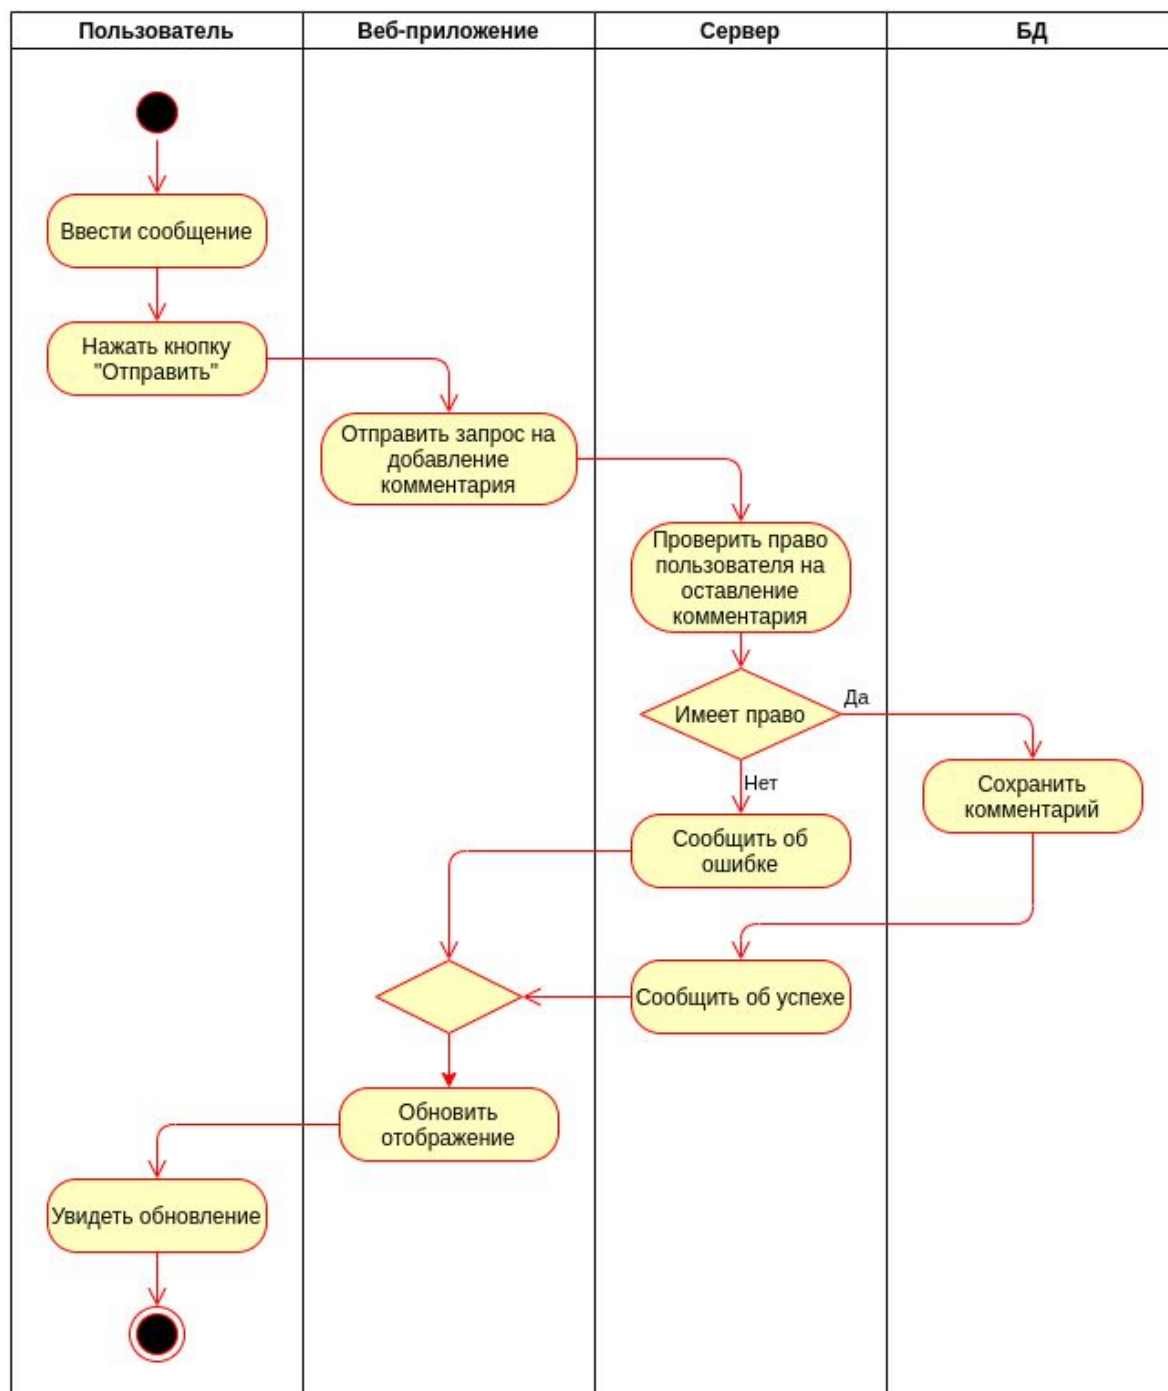 Пользователь
Веб-приложение
Сервер
БД
Ввести сообщение
Нажать кнопку
"Отправить"
Отправить запрос на
добавление
комментария
Проверить право
пользователя на
оставление
комментария
Имеет право
Да
Нет
Сохранить
комментарий
Сообщить об
ошибке
Сообщить об успехе
Обновить
отображение
Увидеть обновление